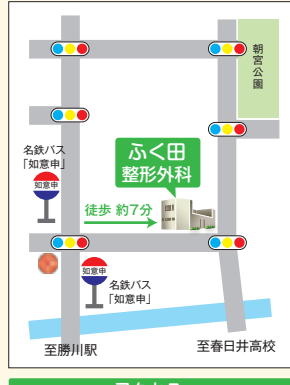 朝宮公園
名鉄バス
「如意申」
如意申
ふく田
整形外科
徒歩 約7分
如意申
名鉄バス
「如意申」
至勝川駅
至春日井高校